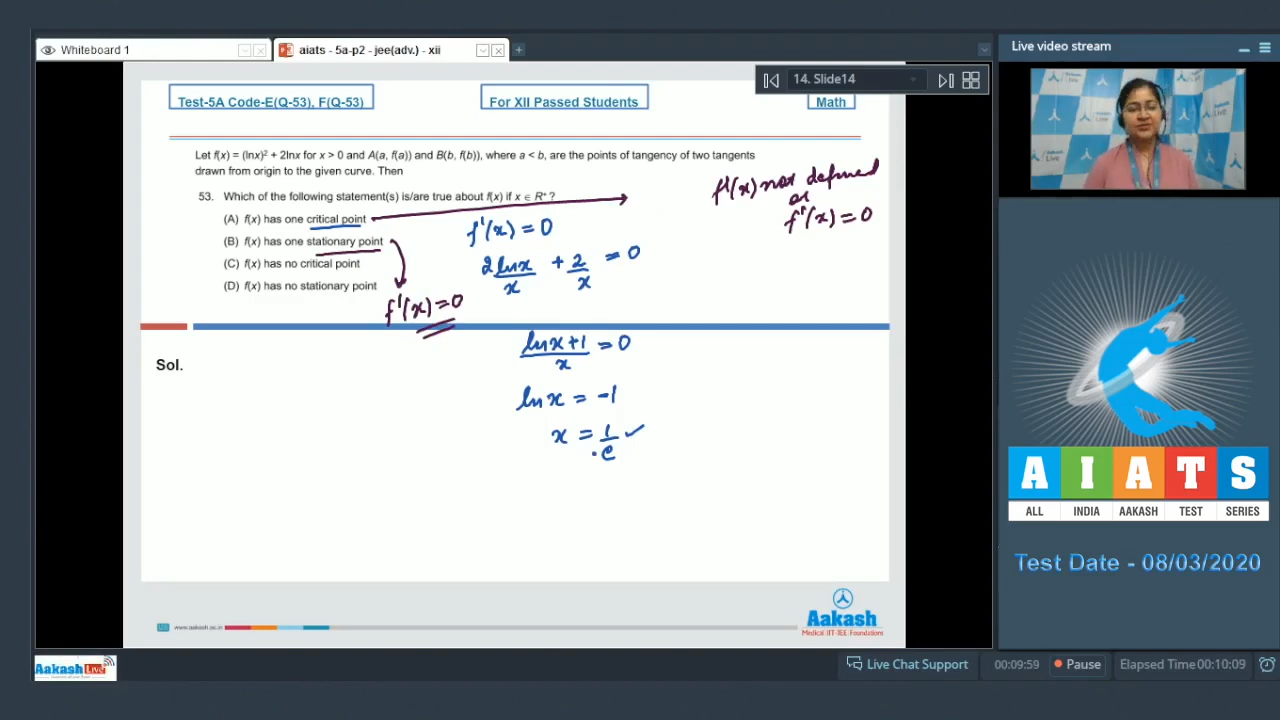 Whiteboard 1
aiats - 5a-p2 - jee(adv.) - xii
Live video stream
14. Slide14
Test-5A Code-E(Q-53), F(Q-53)
For XII Passed Students
Math
Let f(x) = (lnx)² + 2lnx for x > 0 and A(a, f(a)) and B(b, f(b)), where a < b, are the points of tangency of two tangents
drawn from origin to the given curve. Then
53. Which of the following statement(s) is/are true about f(x) if x ∈ R⁺ ?
(A) f(x) has one critical point
(B) f(x) has one stationary point
(C) f(x) has no critical point
(D) f(x) has no stationary point
f'(x) not defined
or
f'(x) = 0
f'(x) = 0
2lnx/x + 2/x = 0
f'(x) = 0
Sol.
lnx+1/x = 0
lnx = -1
x = 1/e ✓
AIATS
ALL INDIA AAKASH TEST SERIES
Test Date - 08/03/2020
www.aakash.ac.in
Aakash
Medical | IIT-JEE | Foundations
Aakash Live
Live Chat Support
00:09:59
Pause
Elapsed Time 00:10:09